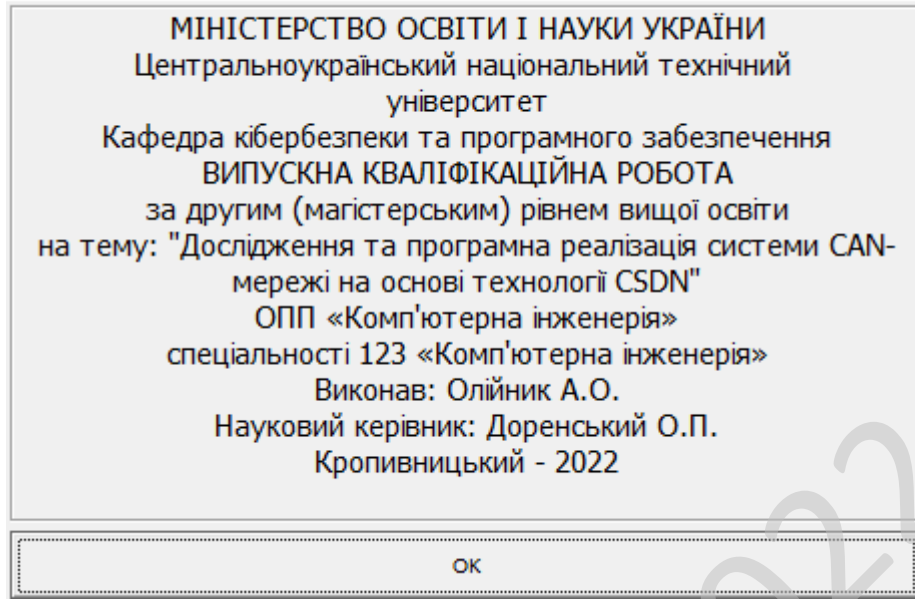 МІНІСТЕРСТВО ОСВІТИ І НАУКИ УКРАЇНИ
Центральноукраїнський національний технічний
університет
Кафедра кібербезпеки та програмного забезпечення
ВИПУСКНА КВАЛІФІКАЦІЙНА РОБОТА
за другим (магістерським) рівнем вищої освіти
на тему: "Дослідження та програмна реалізація системи CAN-
мережі на основі технології CSDN"
ОПП «Комп'ютерна інженерія»
спеціальності 123 «Комп'ютерна інженерія»
Виконав: Олійник А.О.
Науковий керівник: Доренський О.П.
Кропивницький - 2022
ОК